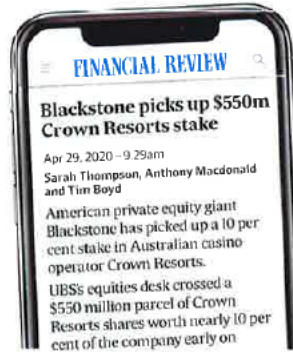 FINANCIAL REVIEW
Blackstone picks up $550m
Crown Resorts stake
Apr 29, 2020 – 9.29am
Sarah Thompson, Anthony Macdonald
and Tim Boyd
American private equity giant
Blackstone has picked up a 10 per
cent stake in Australian casino
operator Crown Resorts.
UBS's equities desk crossed a
$550 million parcel of Crown
Resorts shares worth nearly 10 per
cent of the company early on